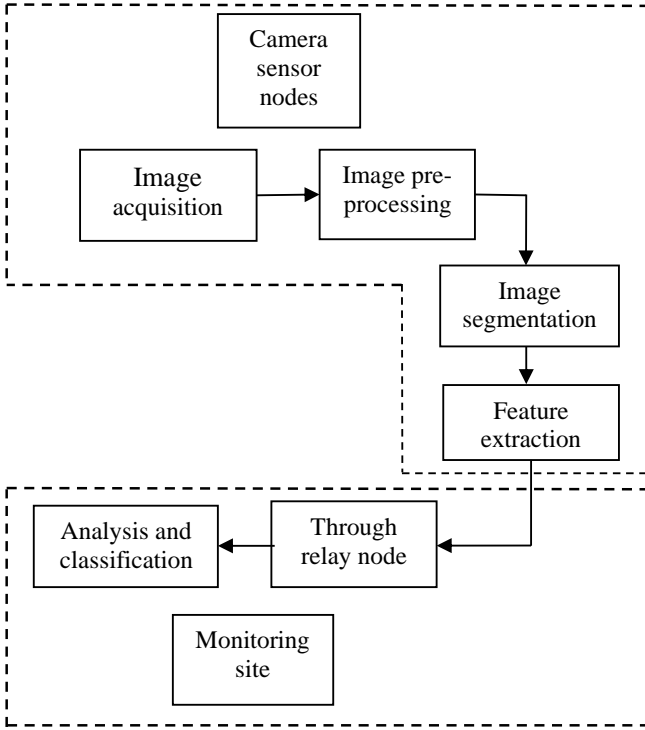 Camera
sensor
nodes
Image
acquisition
Image pre-
processing
Image
segmentation
Feature
extraction
Analysis and
classification
Through
relay node
Monitoring
site